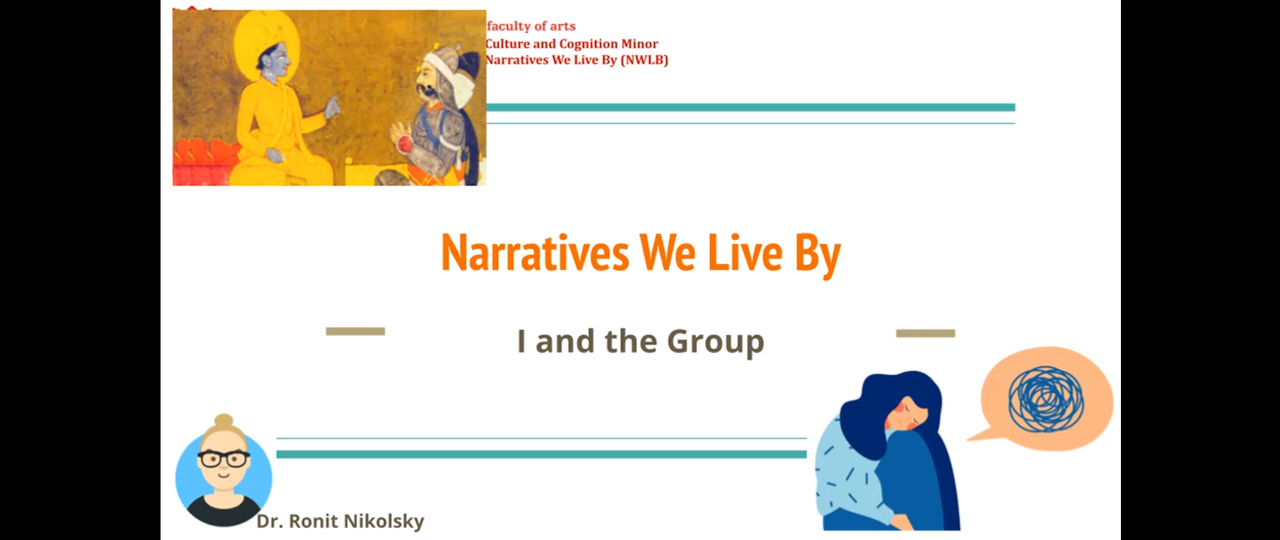 faculty of arts
Culture and Cognition Minor
Narratives We Live By (NWLB)
Narratives We Live By
I and the Group
Dr. Ronit Nikolsky